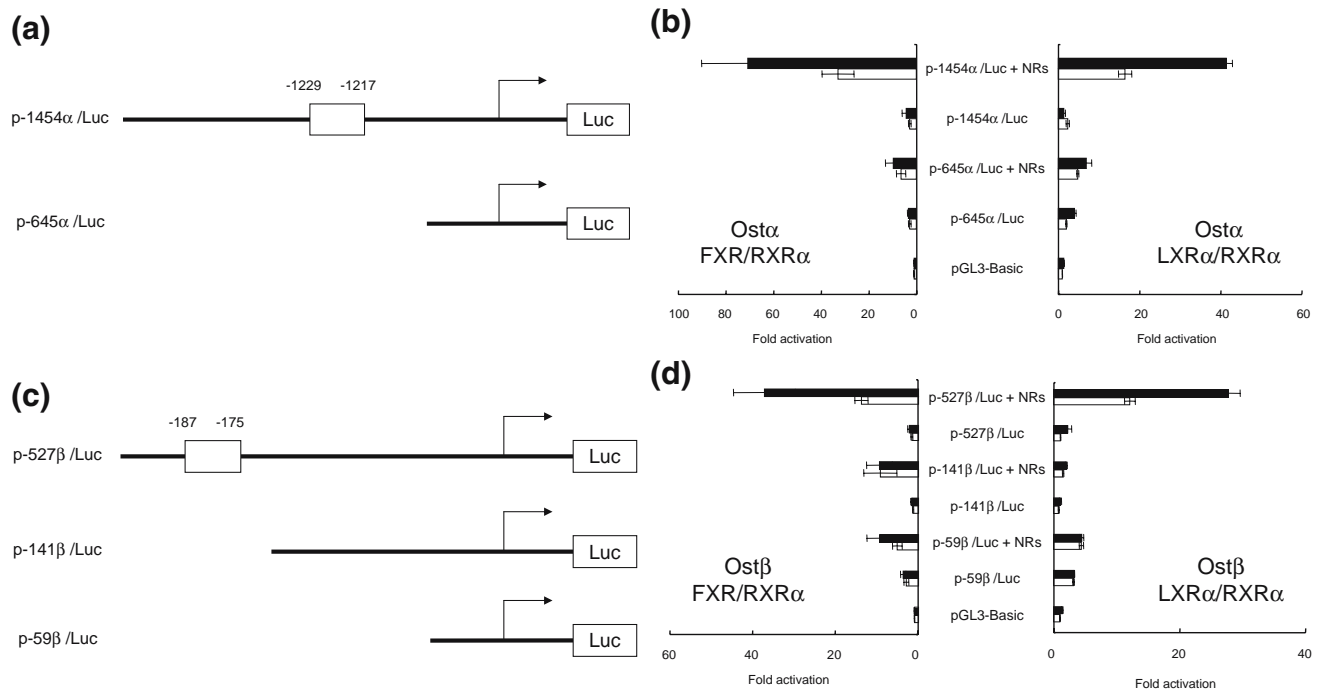 (a)
-1229 -1217
p-1454α /Luc
Luc
p-645α /Luc
Luc
(b)
p-1454α /Luc + NRs
p-1454α /Luc
p-645α /Luc + NRs
p-645α /Luc
pGL3-Basic
Ostα
FXR/RXRα
Ostα
LXRα/RXRα
100 80 60 40 20 0
0 20 40 60
Fold activation
Fold activation
(c)
-187 -175
p-527β /Luc
Luc
p-141β /Luc
Luc
p-59β /Luc
Luc
(d)
p-527β /Luc + NRs
p-527β /Luc
p-141β /Luc + NRs
p-141β /Luc
p-59β /Luc + NRs
p-59β /Luc
pGL3-Basic
Ostβ
FXR/RXRα
Ostβ
LXRα/RXRα
60 40 20 0
0 20 40
Fold activation
Fold activation